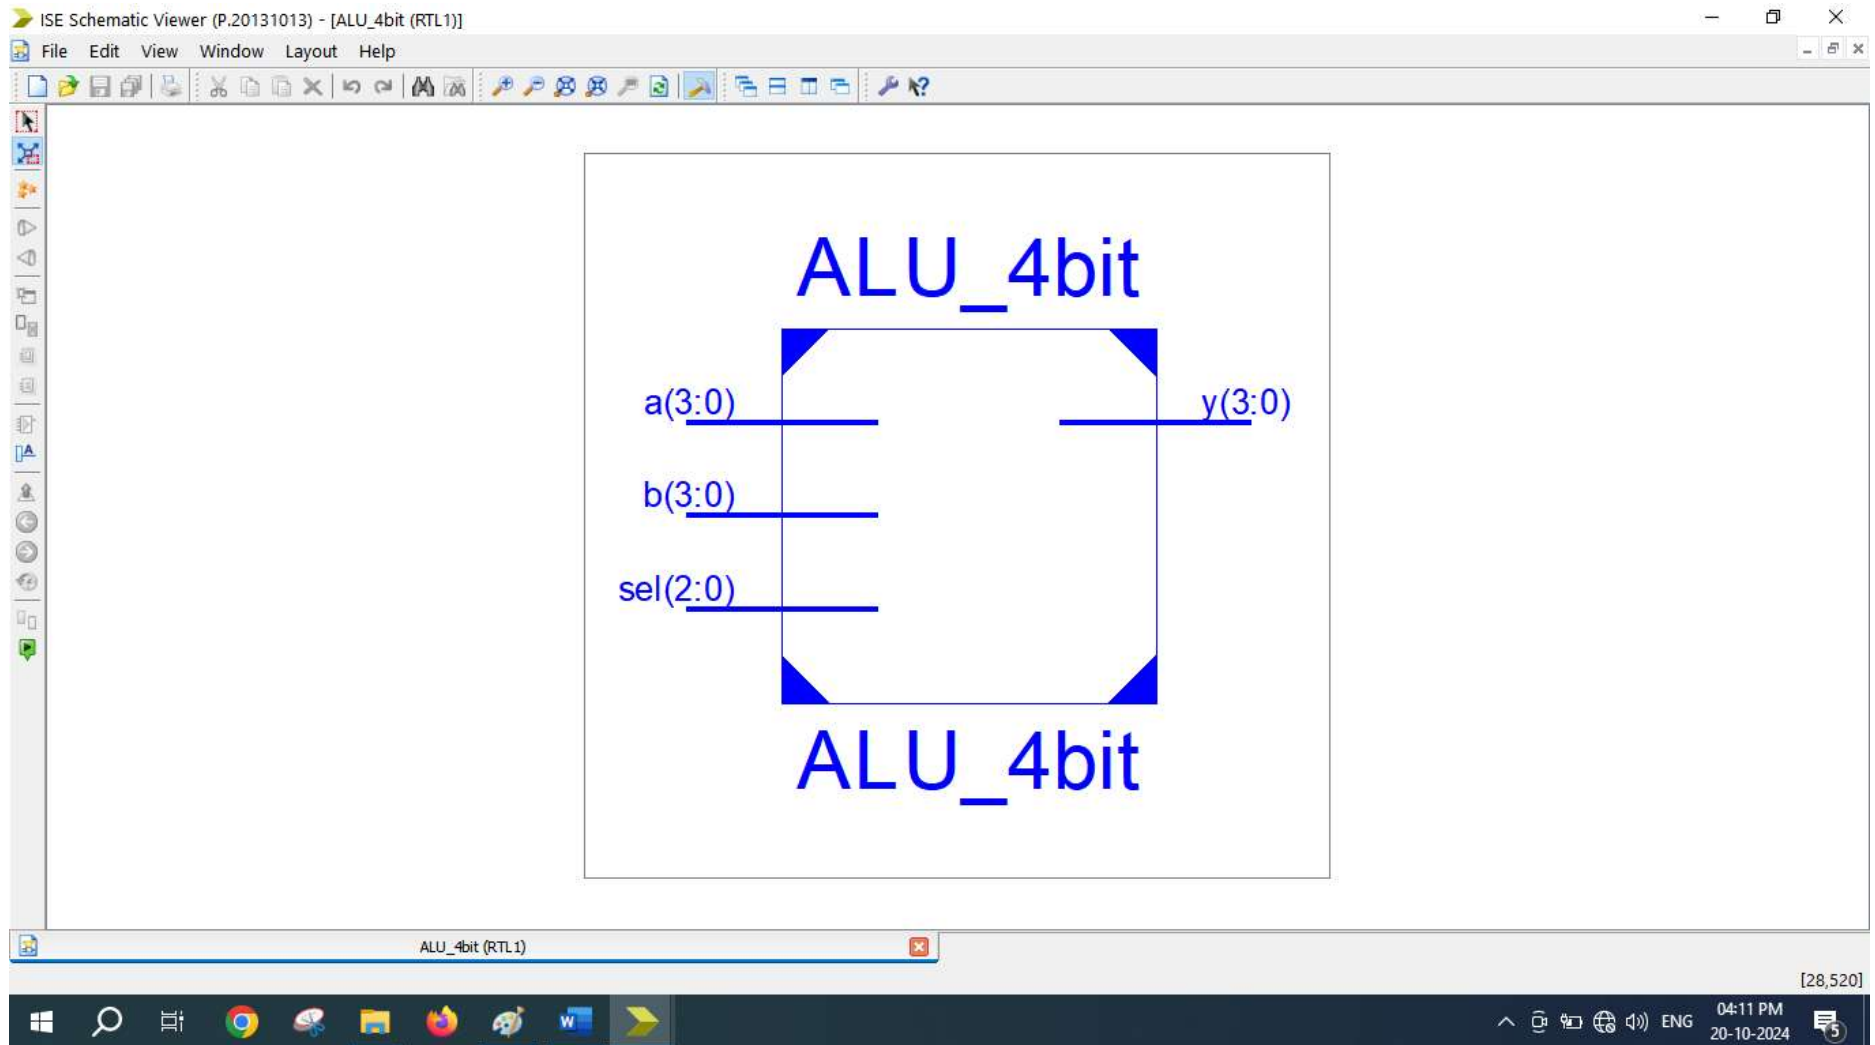 ISE Schematic Viewer (P.20131013) - [ALU_4bit (RTL1)]
File Edit View Window Layout Help
ALU_4bit
a(3:0)
y(3:0)
b(3:0)
sel(2:0)
ALU_4bit
ALU_4bit (RTL1)
[28,520]
ENG
04:11 PM
20-10-2024
5